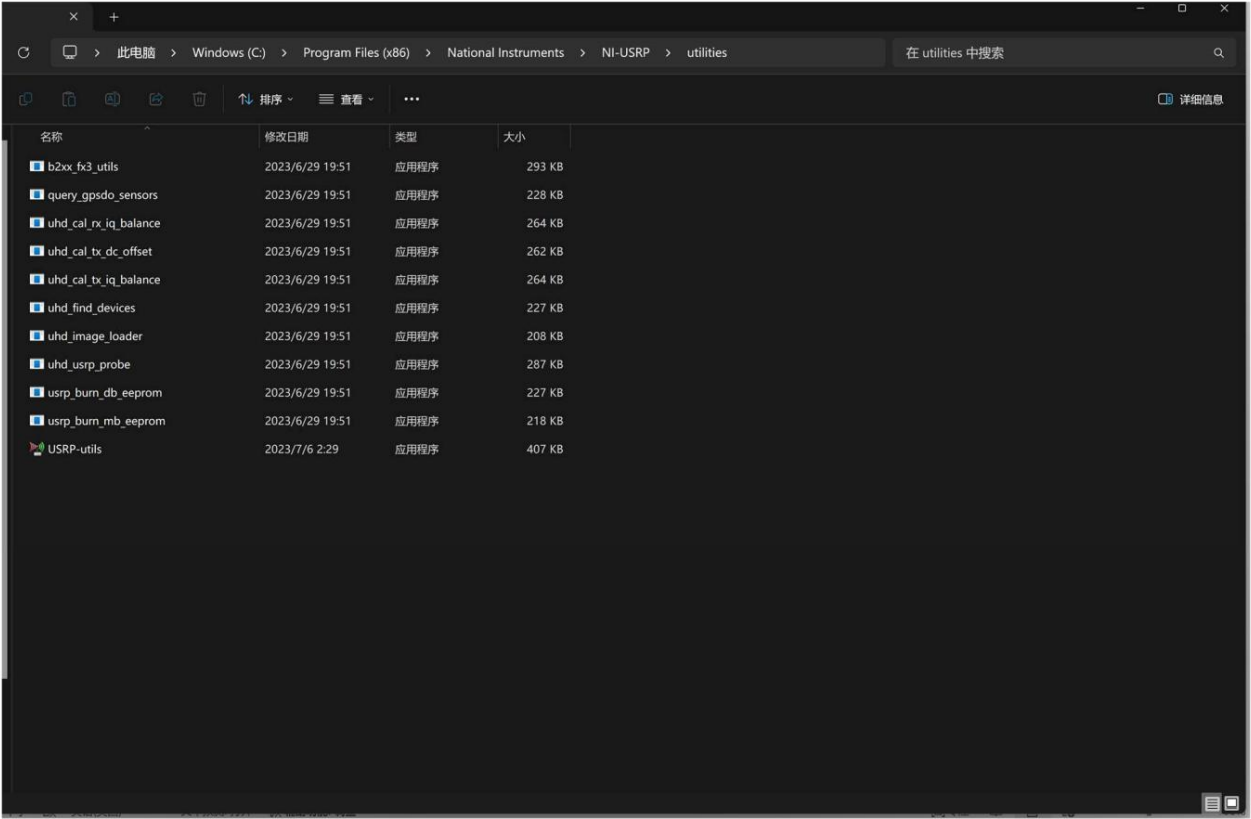 此电脑 > Windows (C:) > Program Files (x86) > National Instruments > NI-USRP > utilities 在 utilities 中搜索
排序 查看 ••• 详细信息
名称 修改日期 类型 大小
b2xx_fx3_utils 2023/6/29 19:51 应用程序 293 KB
query_gpsdo_sensors 2023/6/29 19:51 应用程序 228 KB
uhd_cal_rx_iq_balance 2023/6/29 19:51 应用程序 264 KB
uhd_cal_tx_dc_offset 2023/6/29 19:51 应用程序 262 KB
uhd_cal_tx_iq_balance 2023/6/29 19:51 应用程序 264 KB
uhd_find_devices 2023/6/29 19:51 应用程序 227 KB
uhd_image_loader 2023/6/29 19:51 应用程序 208 KB
uhd_usrp_probe 2023/6/29 19:51 应用程序 287 KB
usrp_burn_db_eeprom 2023/6/29 19:51 应用程序 227 KB
usrp_burn_mb_eeprom 2023/6/29 19:51 应用程序 218 KB
USRP-utils 2023/7/6 2:29 应用程序 407 KB